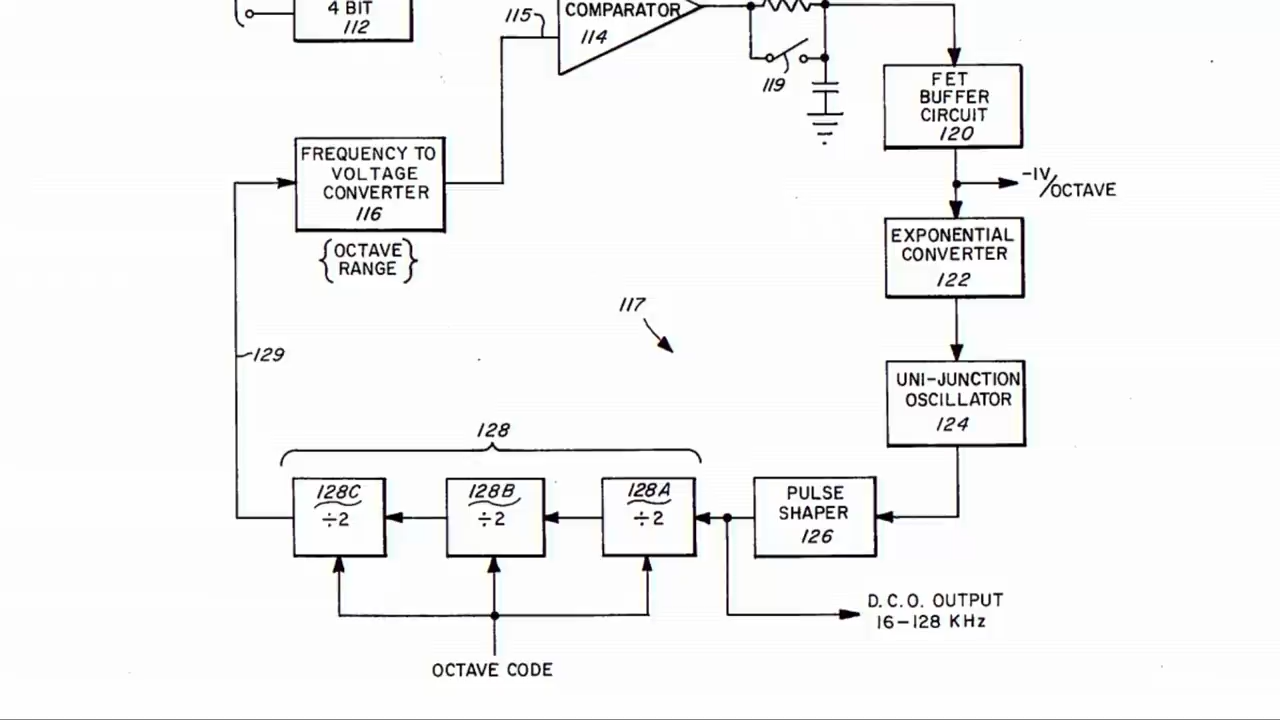 4 BIT
112
115
COMPARATOR
114
119
FET
BUFFER
CIRCUIT
120
-1V/OCTAVE
FREQUENCY TO
VOLTAGE
CONVERTER
116
{OCTAVE
RANGE}
EXPONENTIAL
CONVERTER
122
117
129
UNI-JUNCTION
OSCILLATOR
124
128
128C
÷2
128B
÷2
128A
÷2
PULSE
SHAPER
126
D.C.O. OUTPUT
16-128 KHz
OCTAVE CODE